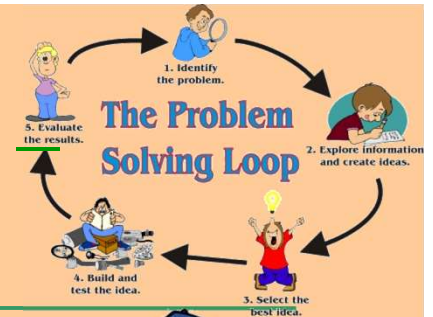 The Problem
Solving Loop
1. Identify
the problem.
2. Explore information
and create ideas.
3. Select the
best idea.
4. Build and
test the idea.
5. Evaluate
the results.